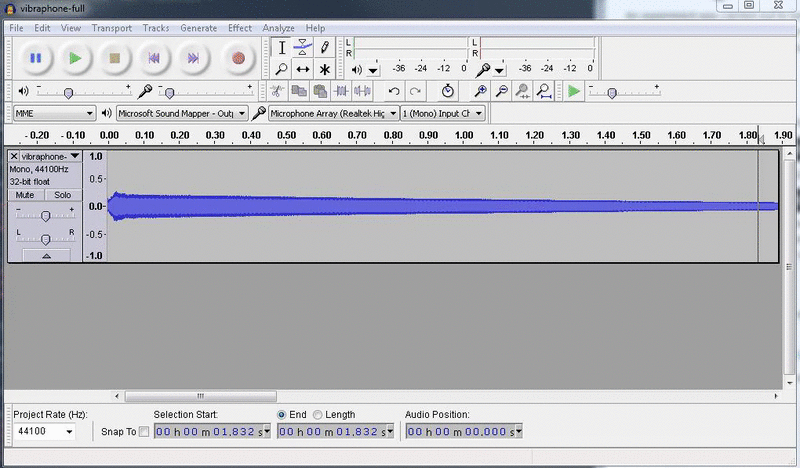 vibraphone-full
File Edit View Transport Tracks Generate Effect Analyze Help
L
R
-36 -24 -12 0
L
R
-36 -24 -12 0
- +
- +
- +
MME
Microsoft Sound Mapper - Outp
Microphone Array (Realtek Hig
1 (Mono) Input Ch
-0.20 -0.10 0.00 0.10 0.20 0.30 0.40 0.50 0.60 0.70 0.80 0.90 1.00 1.10 1.20 1.30 1.40 1.50 1.60 1.70 1.80 1.90
vibraphone-
Mono, 44100Hz
32-bit float
Mute Solo
- +
L R
1.0
0.5
0.0
-0.5
-1.0
Project Rate (Hz):
44100
Snap To
Selection Start:
00 h 00 m 01.832 s
End Length
00 h 00 m 01.832 s
Audio Position:
00 h 00 m 00.000 s